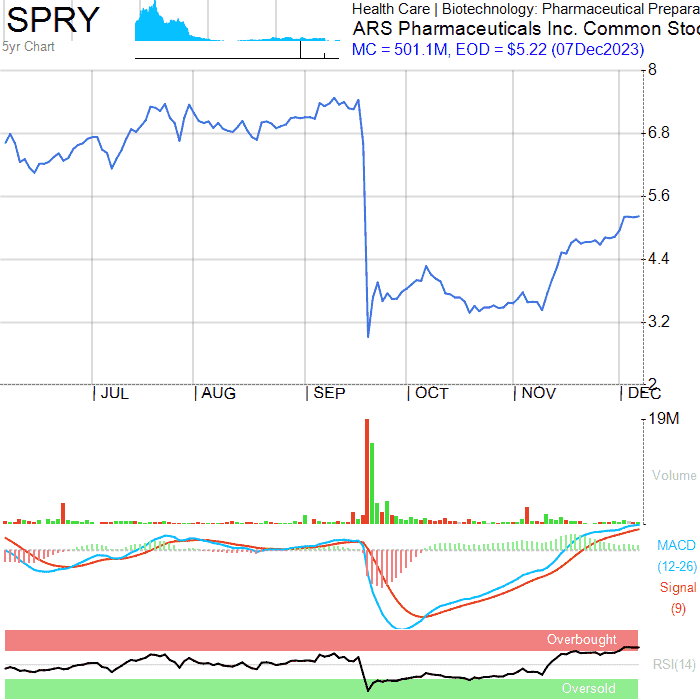 SPRY
5yr Chart
Health Care | Biotechnology: Pharmaceutical Prepara
ARS Pharmaceuticals Inc. Common Sto
MC = 501.1M, EOD = $5.22 (07Dec2023)
8
6.8
5.6
4.4
3.2
2
JUL AUG SEP OCT NOV DEC
19M
Volume
MACD
(12-26)
Signal
(9)
Overbought
RSI(14)
Oversold